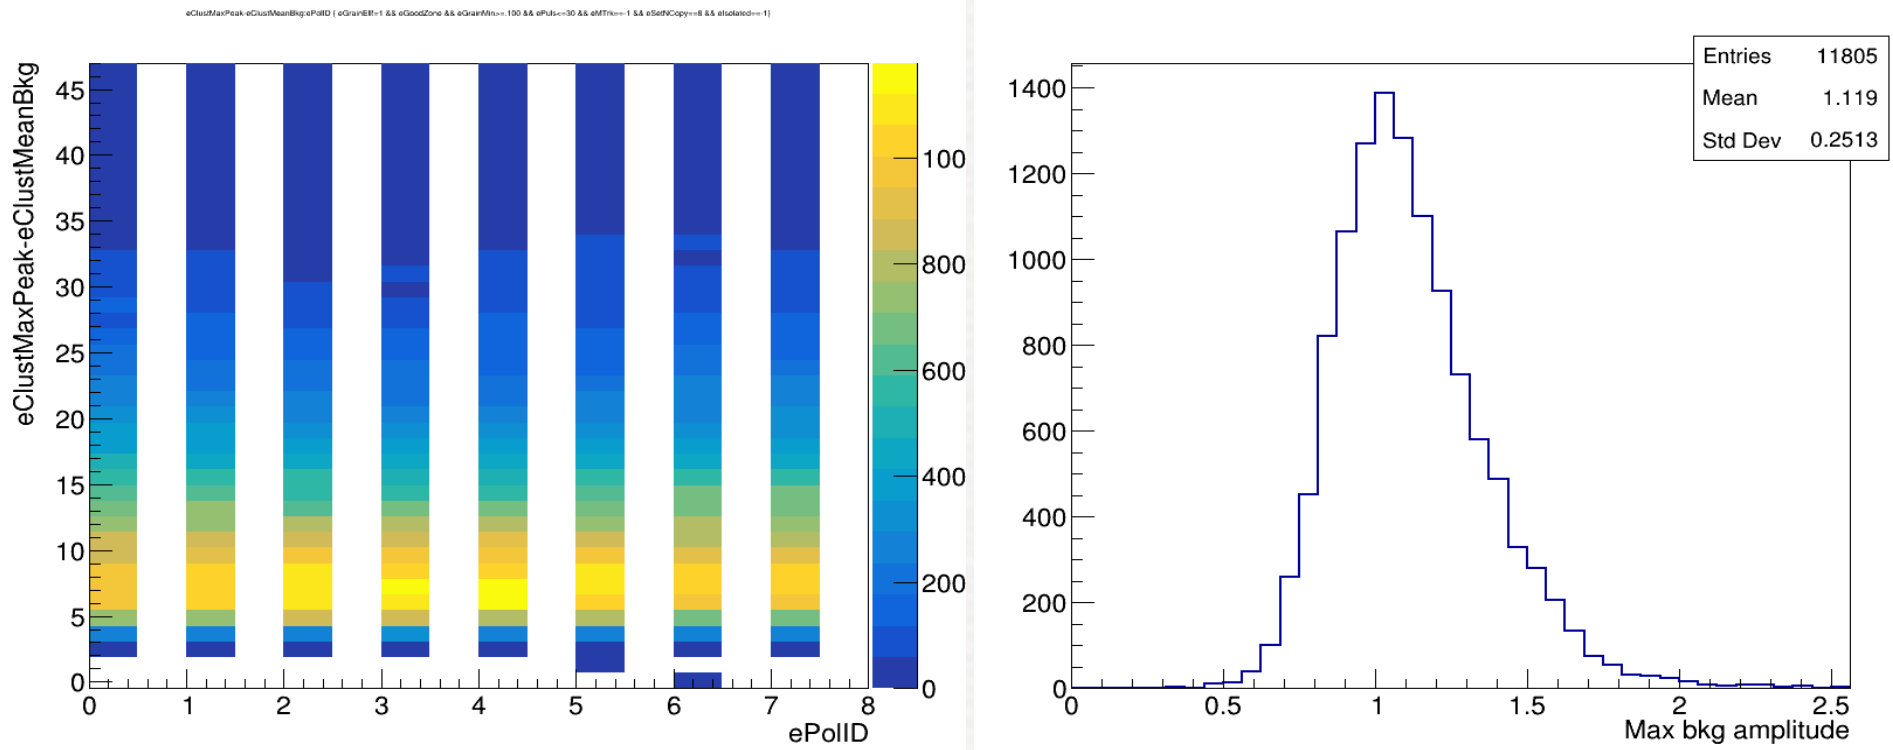 eClustMaxPeak-eClustMeanBkg:ePolID { eGrainEll!=1 && eGoodZone && eGrainMin>=.100 && ePuls<=30 && eMTrk==-1 && eSetNCopy==8 && eIsolated==-1}
eClustMaxPeak-eClustMeanBkg
45
40
35
30
25
20
15
10
5
0
0 1 2 3 4 5 6 7 8
ePolID
100
800
600
400
200
0
Entries 11805
Mean 1.119
Std Dev 0.2513
1400
1200
1000
800
600
400
200
0
0 0.5 1 1.5 2 2.5
Max bkg amplitude